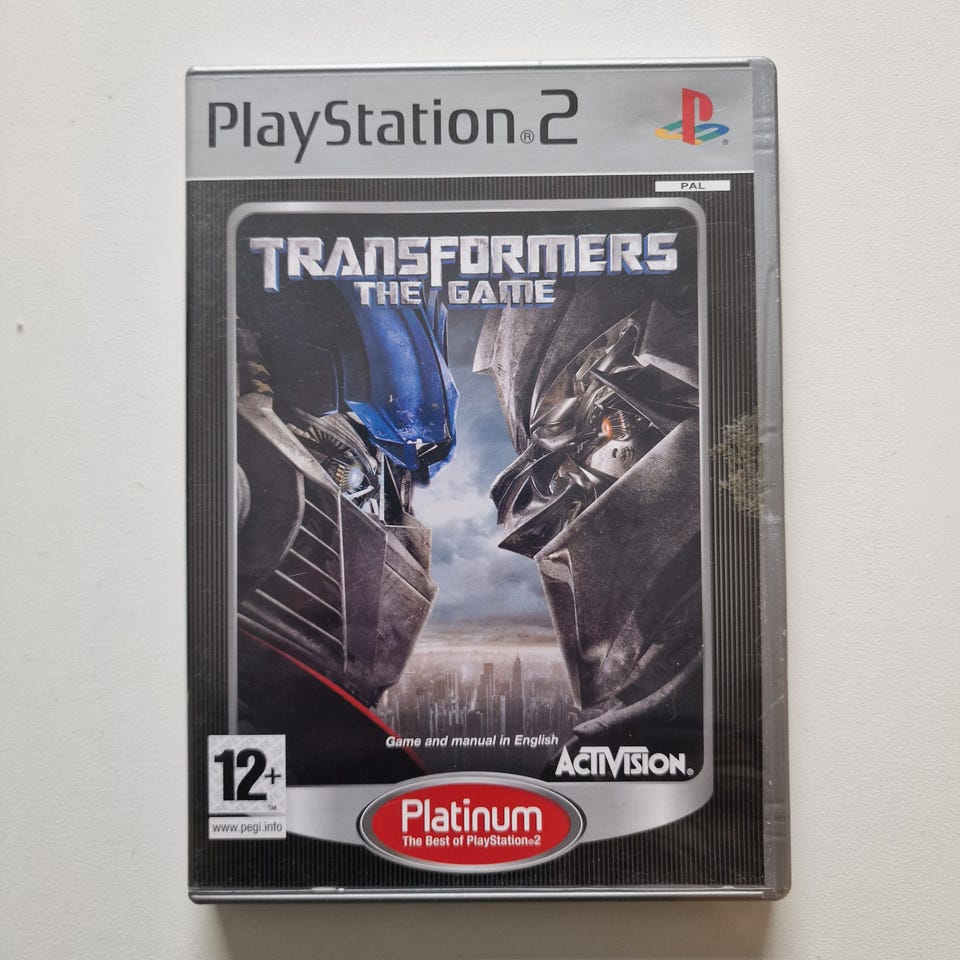 PlayStation®2
PAL
TRANSFORMERS
THE GAME
Game and manual in English
ACTIVISION®
12+
TM
www.pegi.info
Platinum
The Best of PlayStation®2